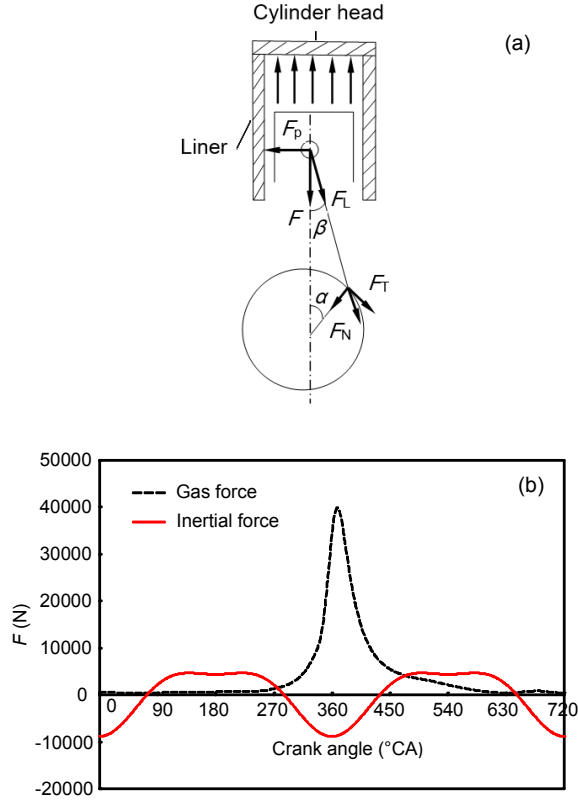 Cylinder head
(a)
Liner
Fp
F
FL
β
FT
α
FN
50000
40000
30000
20000
10000
0
-10000
-20000
F (N)
(b)
Gas force
Inertial force
0 90 180 270 360 450 540 630 720
Crank angle (°CA)